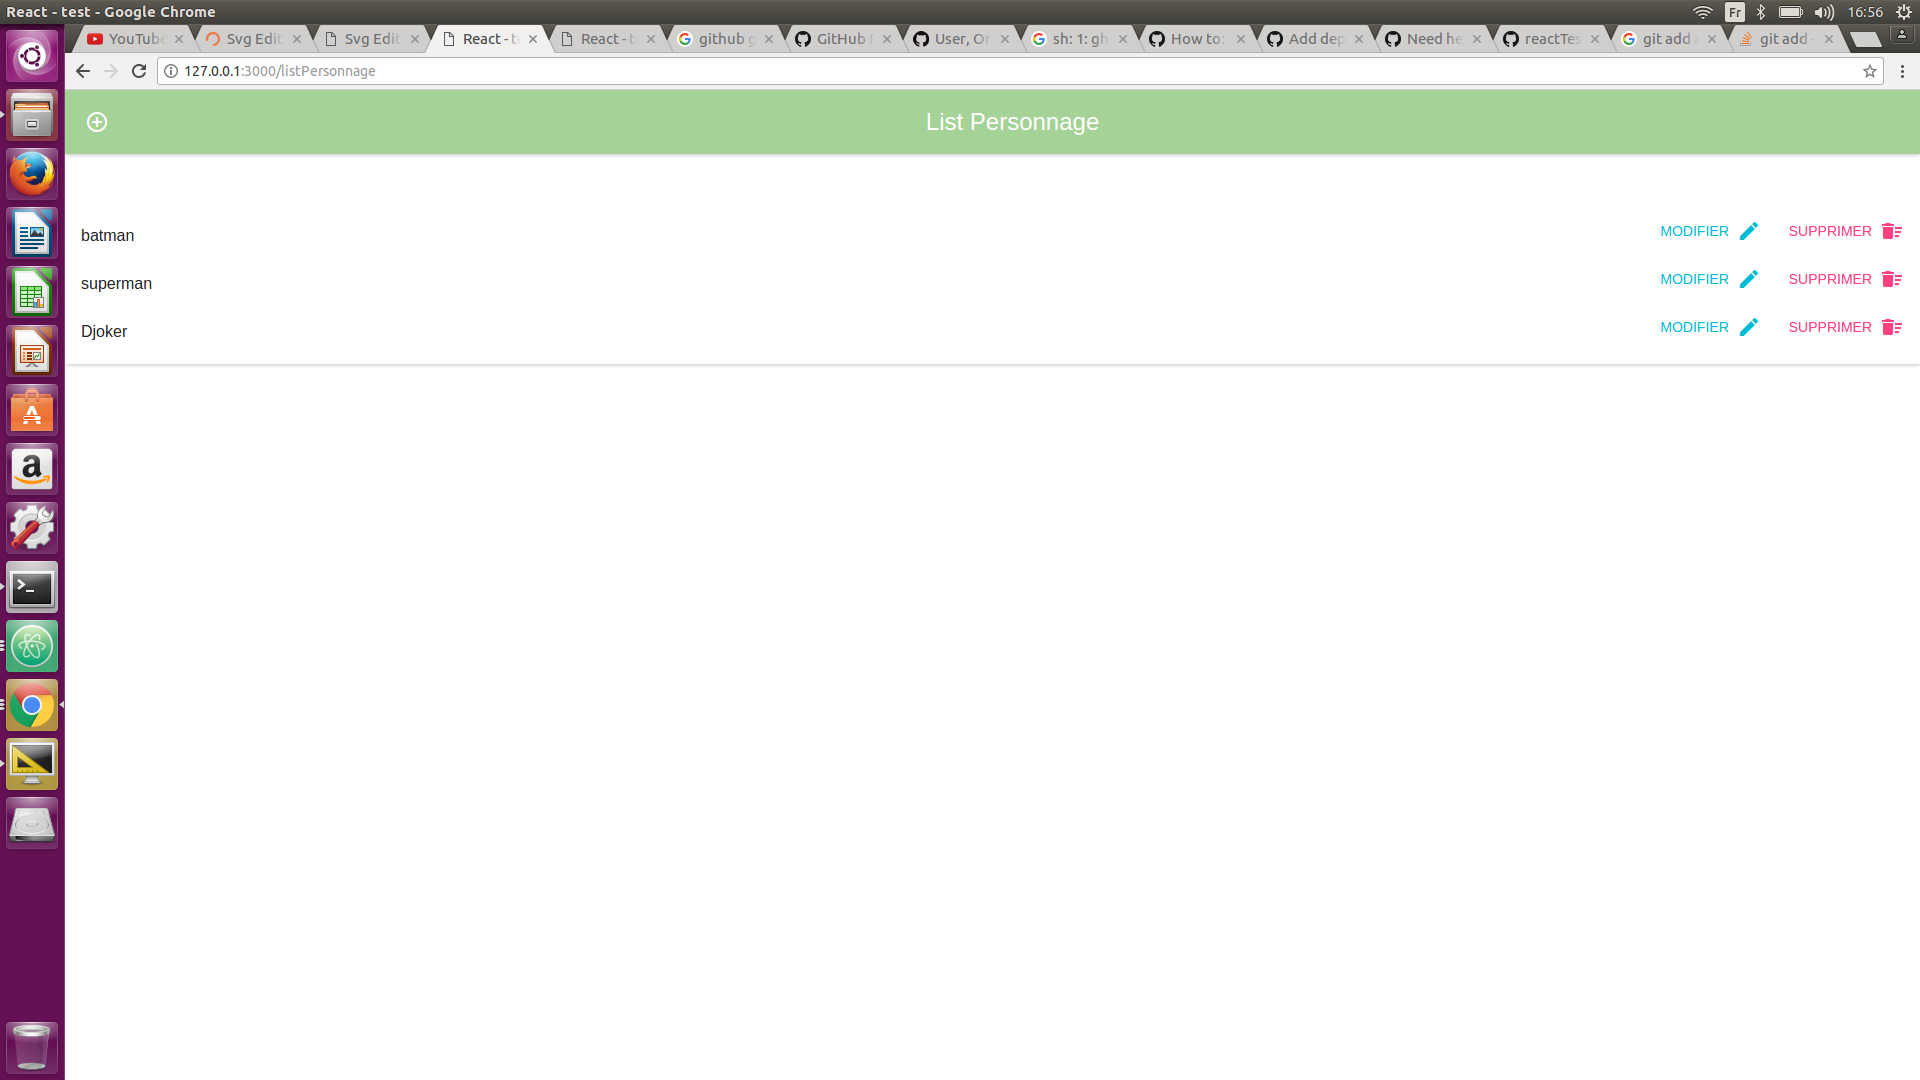 React - test - Google Chrome
Fr
16:56
YouTube
Svg Edit
Svg Edit
React - t
React - t
github g
GitHub
User, Or
sh: 1: gh
How to:
Add dep
Need he
reactTes
git add
git add -
127.0.0.1:3000/listPersonnage
List Personnage
batman MODIFIER SUPPRIMER
superman MODIFIER SUPPRIMER
Djoker MODIFIER SUPPRIMER